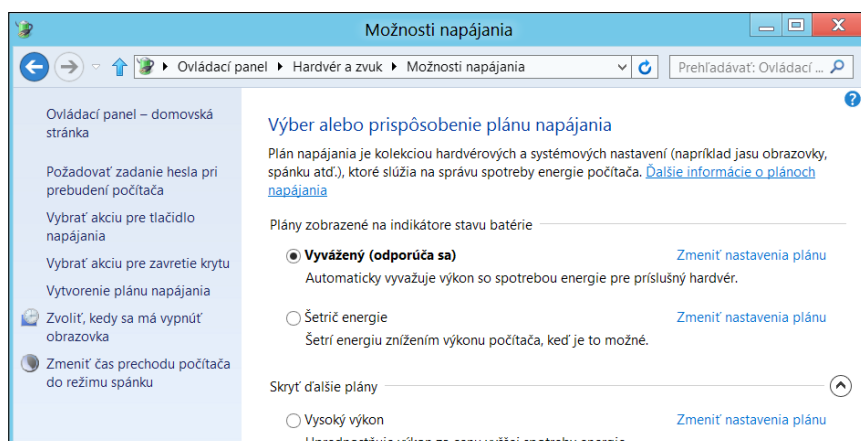 Možnosti napájania
Ovládací panel
Hardvér a zvuk
Možnosti napájania
Prehľadávať: Ovládací ...
Ovládací panel – domovská
stránka
Požadovať zadanie hesla pri
prebudení počítača
Vybrať akciu pre tlačidlo
napájania
Vybrať akciu pre zavretie krytu
Vytvorenie plánu napájania
Zvoliť, kedy sa má vypnúť
obrazovka
Zmeniť čas prechodu počítača
do režimu spánku
Výber alebo prispôsobenie plánu napájania
Plán napájania je kolekciou hardvérových a systémových nastavení (napríklad jasu obrazovky,
spánku atď.), ktoré slúžia na správu spotreby energie počítača. Ďalšie informácie o plánoch
napájania
Plány zobrazené na indikátore stavu batérie
Vyvážený (odporúča sa) Zmeniť nastavenia plánu
Automaticky vyvažuje výkon so spotrebou energie pre príslušný hardvér.
Šetrič energie Zmeniť nastavenia plánu
Šetrí energiu znížením výkonu počítača, keď je to možné.
Skryť ďalšie plány
Vysoký výkon Zmeniť nastavenia plánu